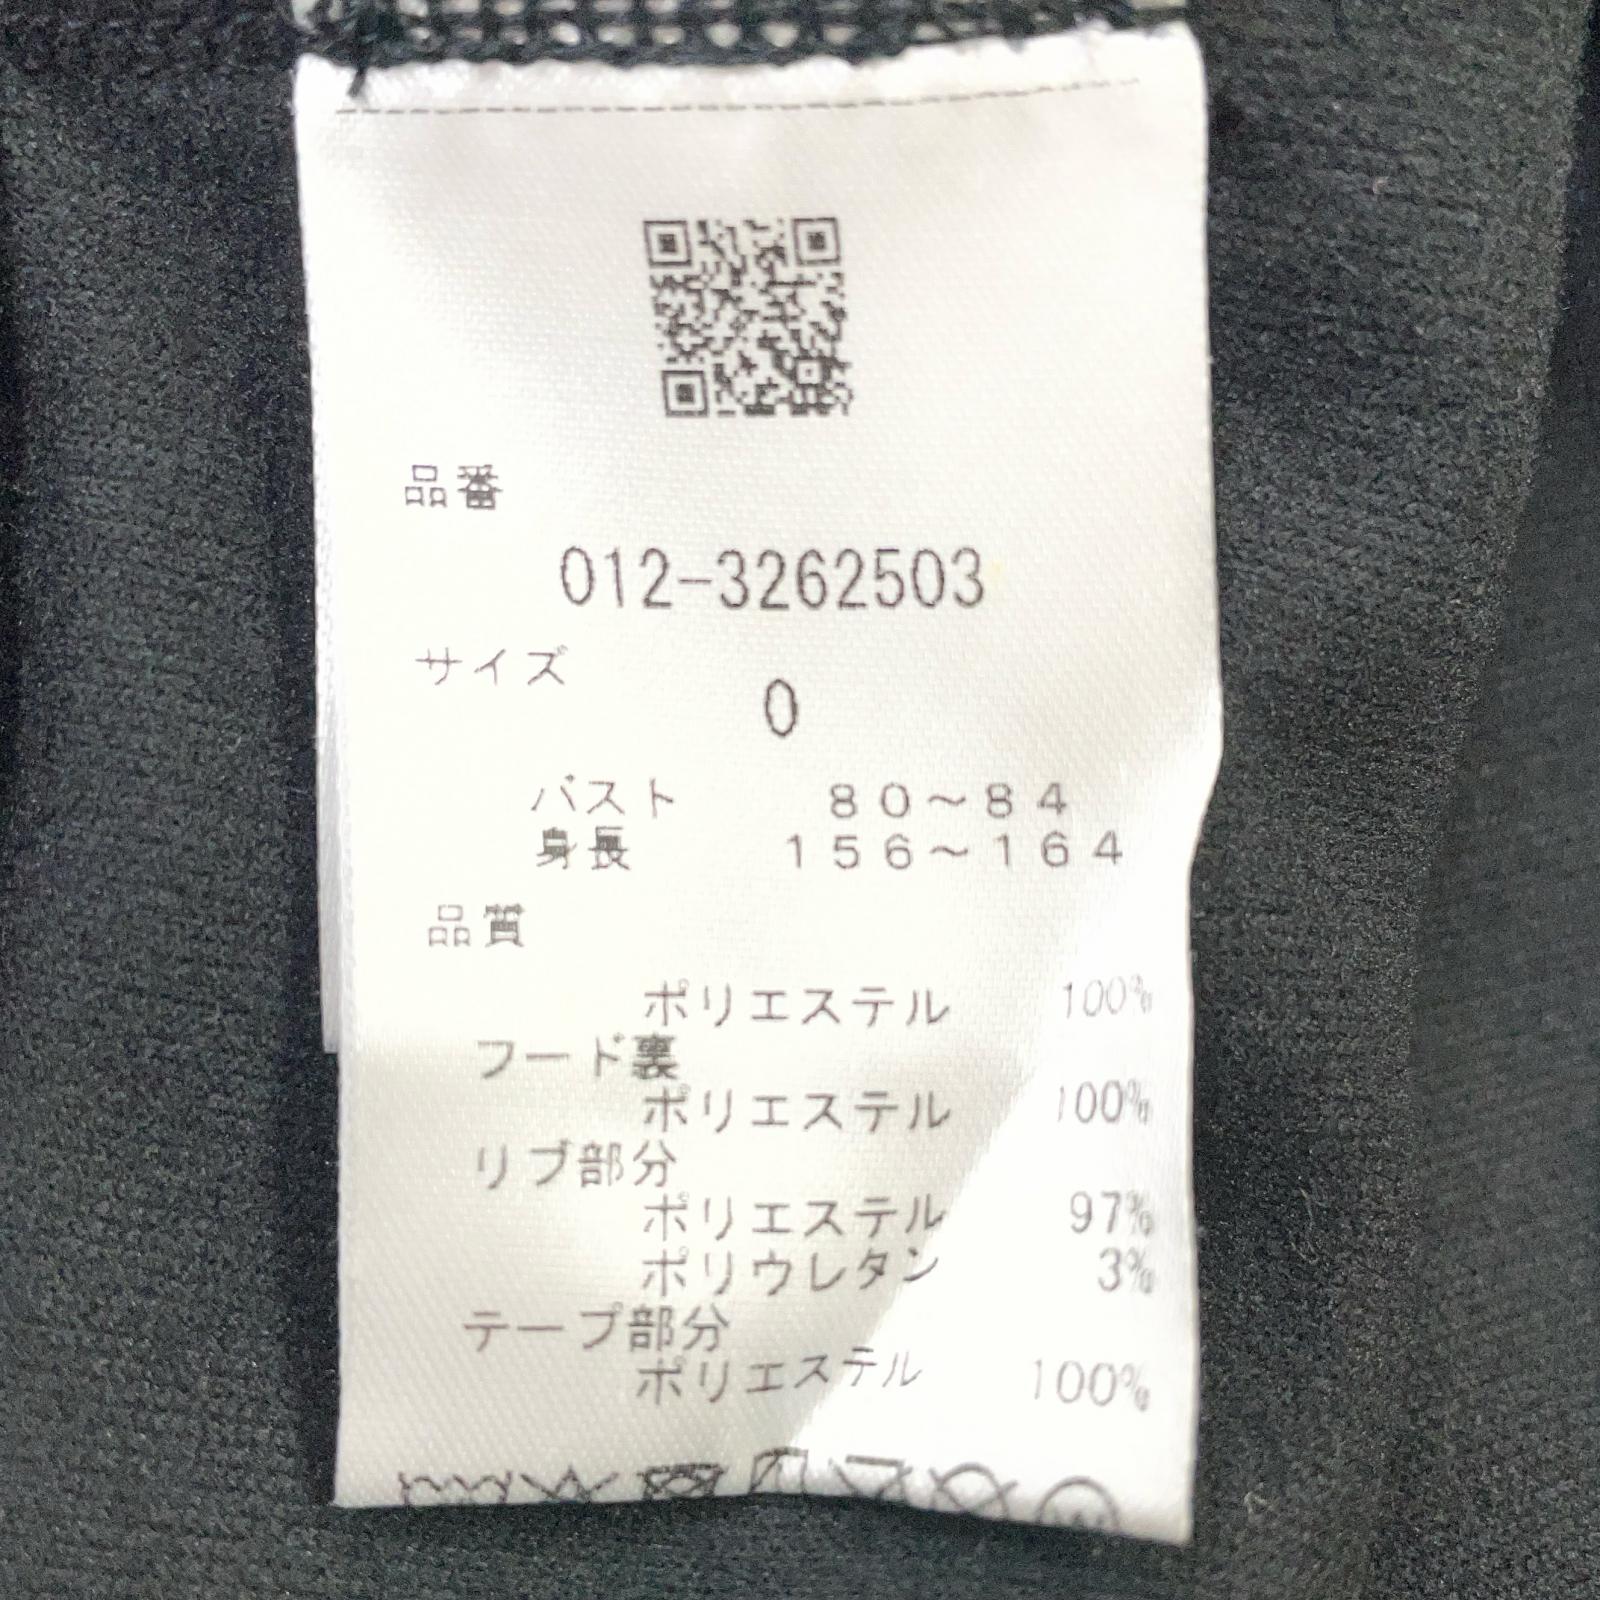 品番
012-3262503
サイズ
0
バスト 80～84
身長 156～164
品質
ポリエステル 100%
フード裏
ポリエステル 100%
リブ部分
ポリエステル 97%
ポリウレタン 3%
テープ部分
ポリエステル 100%